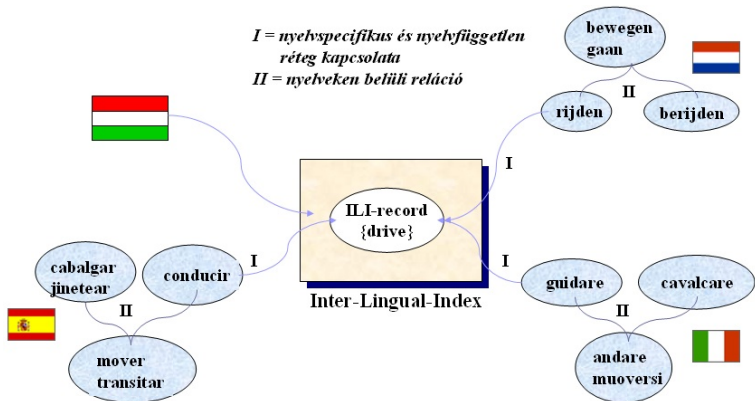 I = nyelvspecifikus és nyelvfüggetlen
réteg kapcsolata
II = nyelveken belüli reláció
bewegen
gaan
II
rijden
berijden
I
ILI-record
{drive}
Inter-Lingual-Index
cabalgar
jinetear
conducir
I
II
mover
transitar
I
guidare
cavalcare
II
andare
muoversi